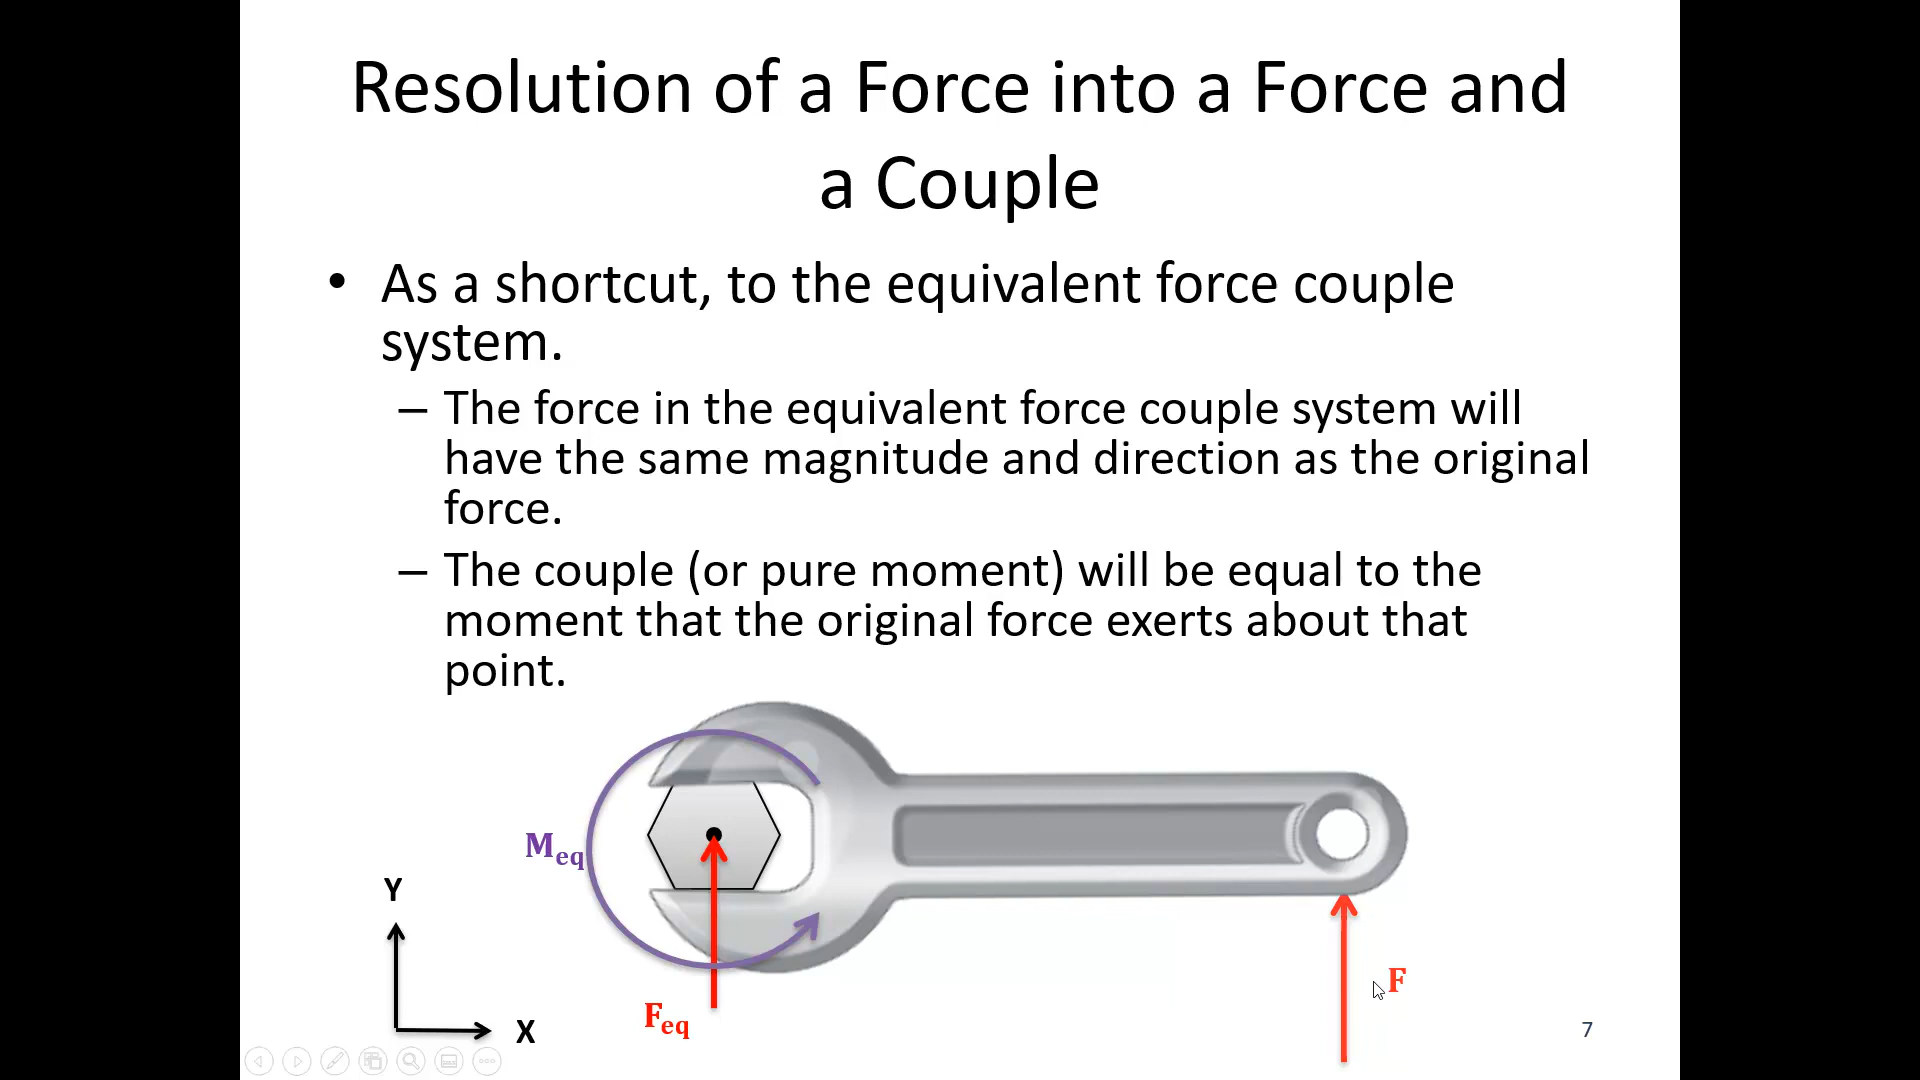 Resolution of a Force into a Force and
a Couple
• As a shortcut, to the equivalent force couple
system.
– The force in the equivalent force couple system will
have the same magnitude and direction as the original
force.
– The couple (or pure moment) will be equal to the
moment that the original force exerts about that
point.
M_eq
Y
F
F_eq
X
7